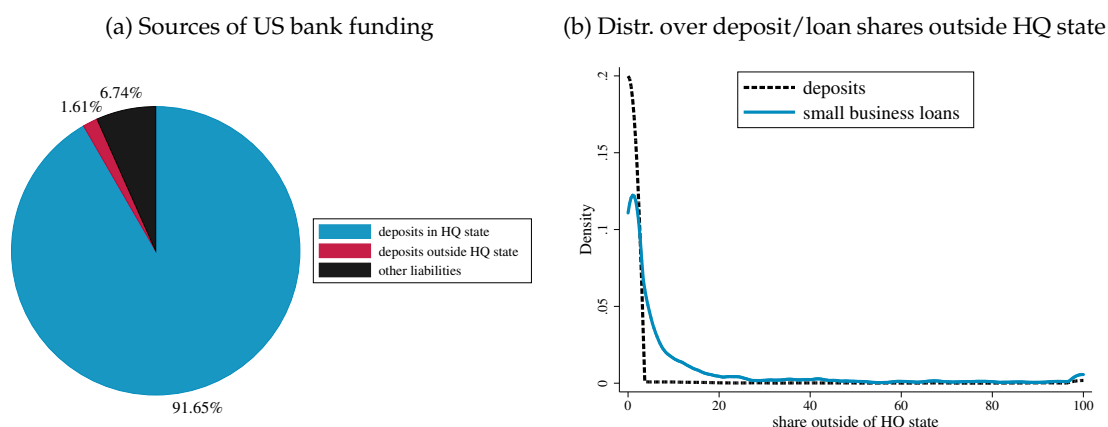 (a) Sources of US bank funding
1.61%
6.74%
deposits in HQ state
deposits outside HQ state
other liabilities
91.65%
(b) Distr. over deposit/loan shares outside HQ state
deposits
small business loans
Density
.2
.15
.1
.05
0
0
20
40
60
80
100
share outside of HQ state